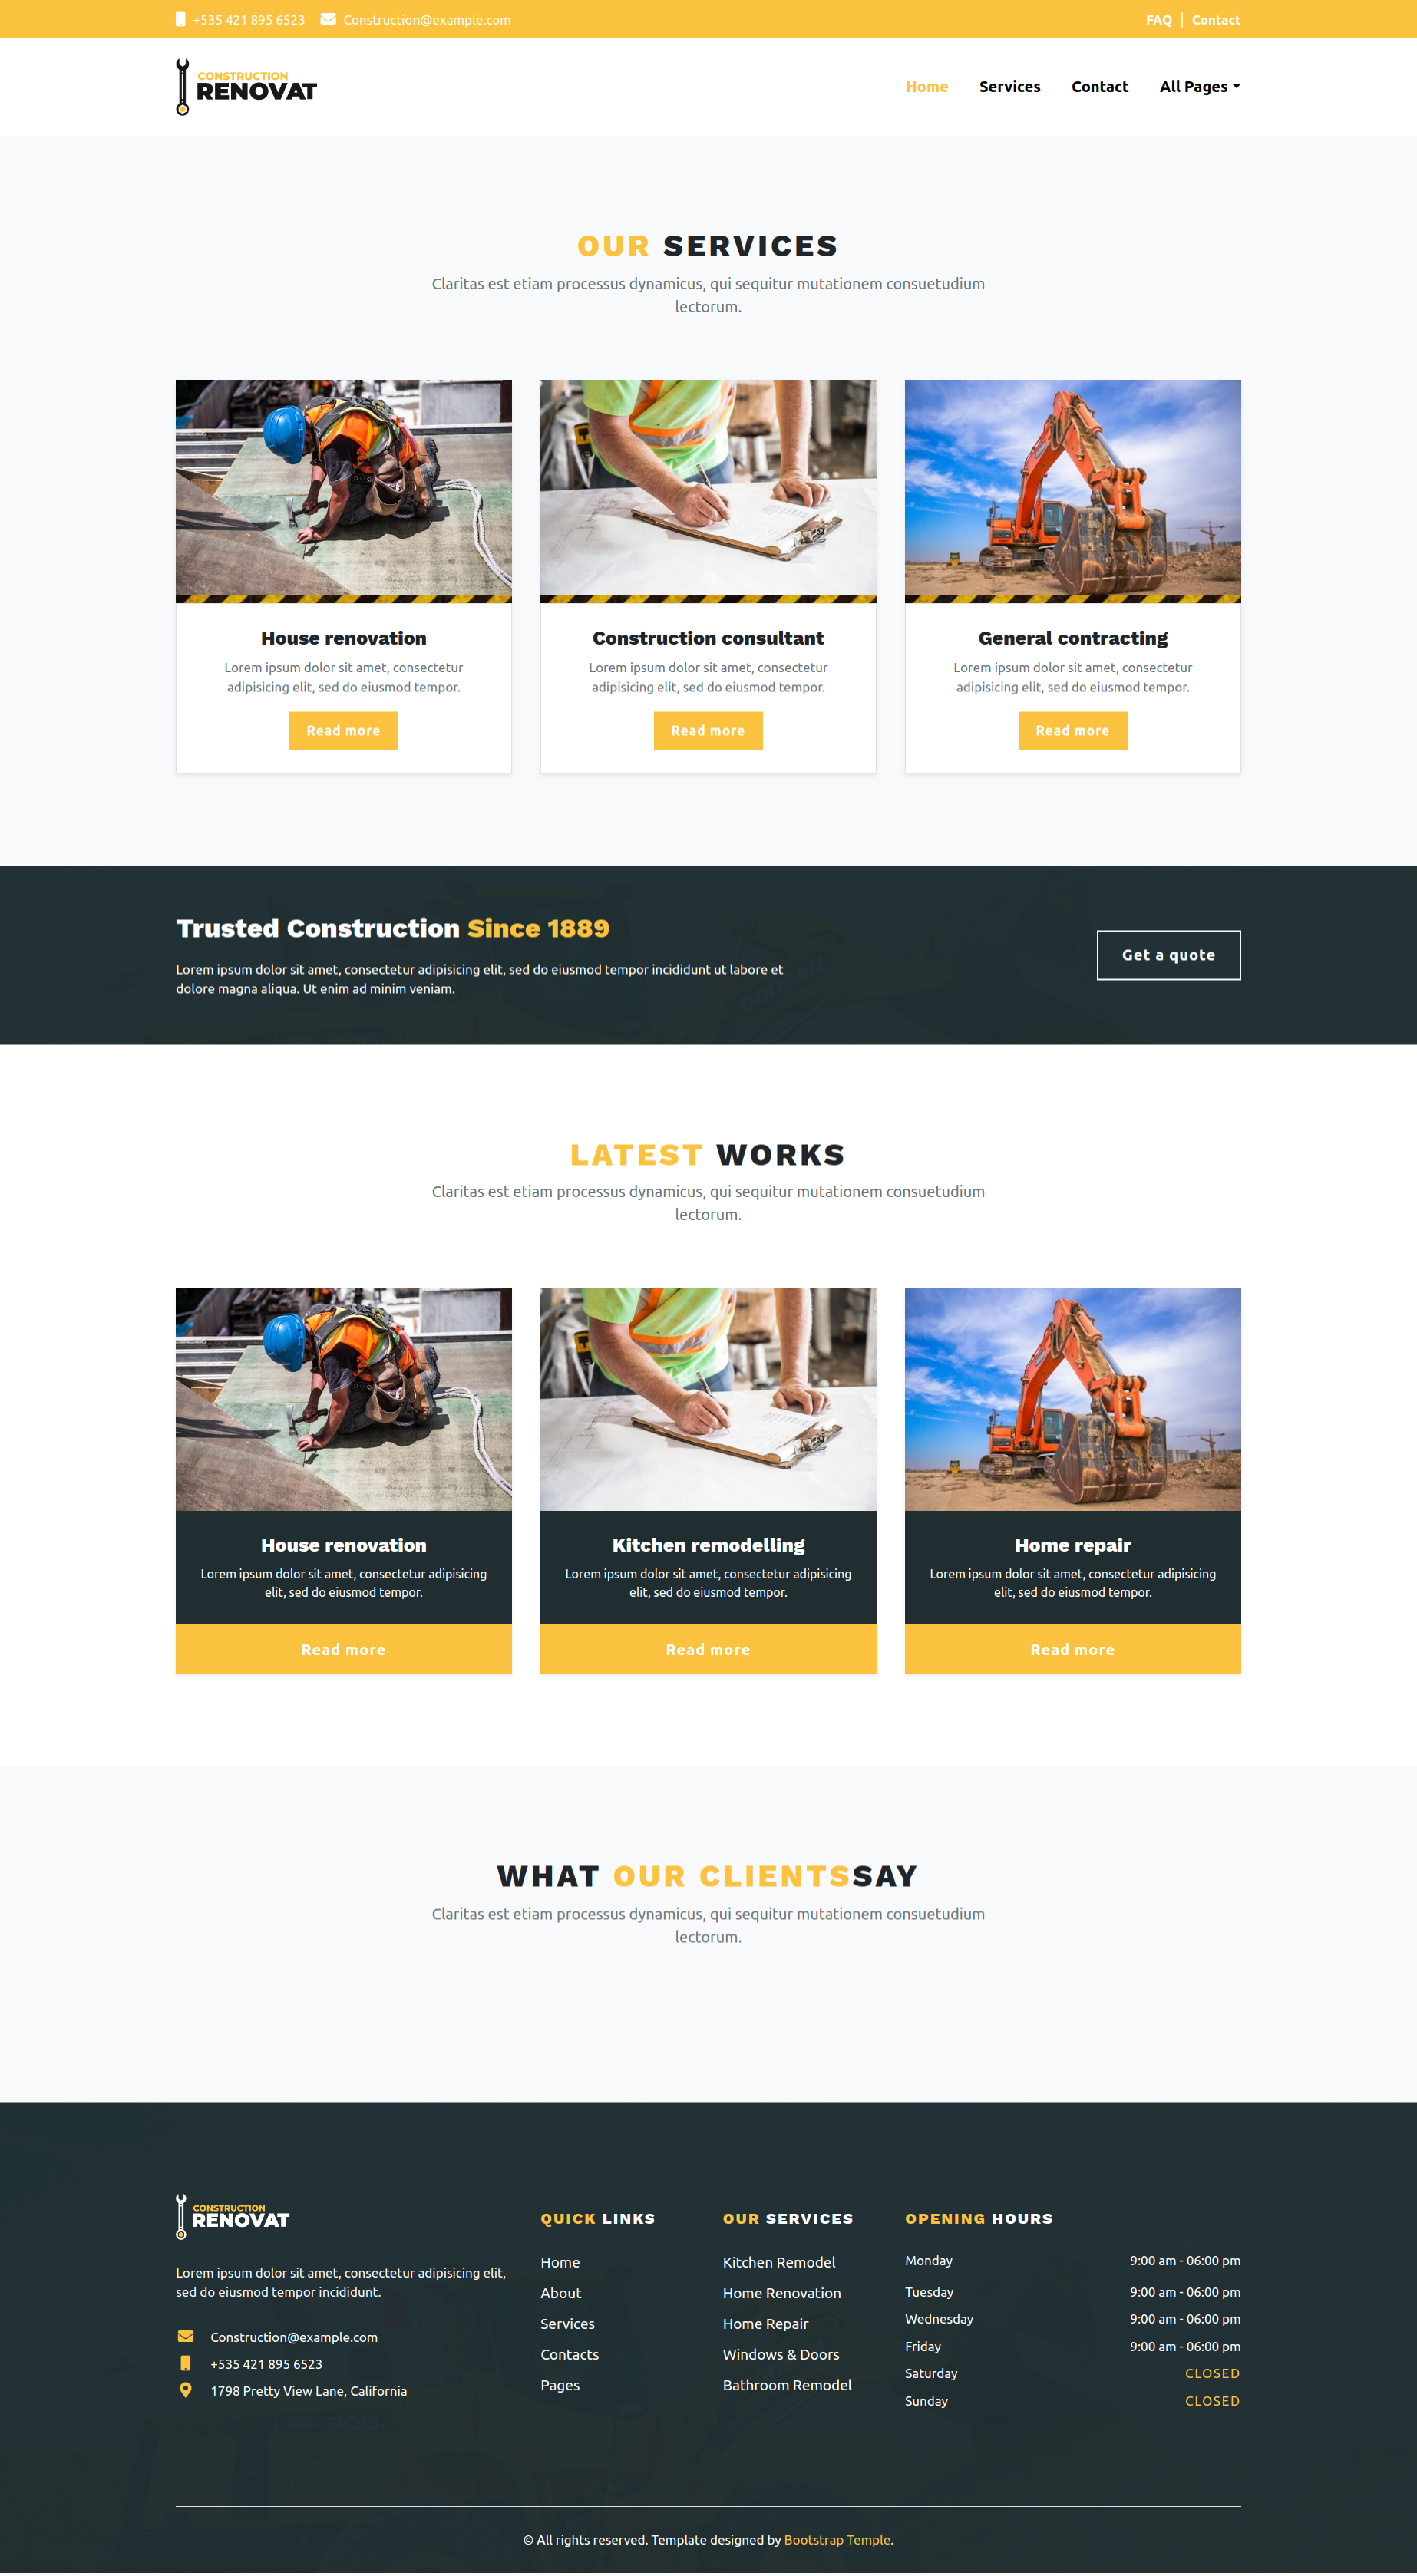 +535 421 895 6523 Construction@example.com FAQ Contact
CONSTRUCTION
RENOVAT
Home Services Contact All Pages
OUR SERVICES
Claritas est etiam processus dynamicus, qui sequitur mutationem consuetudium
lectorum.
House renovation
Lorem ipsum dolor sit amet, consectetur
adipisicing elit, sed do eiusmod tempor.
Read more
Construction consultant
Lorem ipsum dolor sit amet, consectetur
adipisicing elit, sed do eiusmod tempor.
Read more
General contracting
Lorem ipsum dolor sit amet, consectetur
adipisicing elit, sed do eiusmod tempor.
Read more
Trusted Construction Since 1889
Lorem ipsum dolor sit amet, consectetur adipisicing elit, sed do eiusmod tempor incididunt ut labore et
dolore magna aliqua. Ut enim ad minim veniam.
Get a quote
LATEST WORKS
Claritas est etiam processus dynamicus, qui sequitur mutationem consuetudium
lectorum.
House renovation
Lorem ipsum dolor sit amet, consectetur adipisicing
elit, sed do eiusmod tempor.
Read more
Kitchen remodelling
Lorem ipsum dolor sit amet, consectetur adipisicing
elit, sed do eiusmod tempor.
Read more
Home repair
Lorem ipsum dolor sit amet, consectetur adipisicing
elit, sed do eiusmod tempor.
Read more
WHAT OUR CLIENTSSAY
Claritas est etiam processus dynamicus, qui sequitur mutationem consuetudium
lectorum.
CONSTRUCTION
RENOVAT
Lorem ipsum dolor sit amet, consectetur adipisicing elit,
sed do eiusmod tempor incididunt.
Construction@example.com
+535 421 895 6523
1798 Pretty View Lane, California
QUICK LINKS
Home
About
Services
Contacts
Pages
OUR SERVICES
Kitchen Remodel
Home Renovation
Home Repair
Windows & Doors
Bathroom Remodel
OPENING HOURS
Monday 9:00 am - 06:00 pm
Tuesday 9:00 am - 06:00 pm
Wednesday 9:00 am - 06:00 pm
Friday 9:00 am - 06:00 pm
Saturday CLOSED
Sunday CLOSED
© All rights reserved. Template designed by Bootstrap Temple.